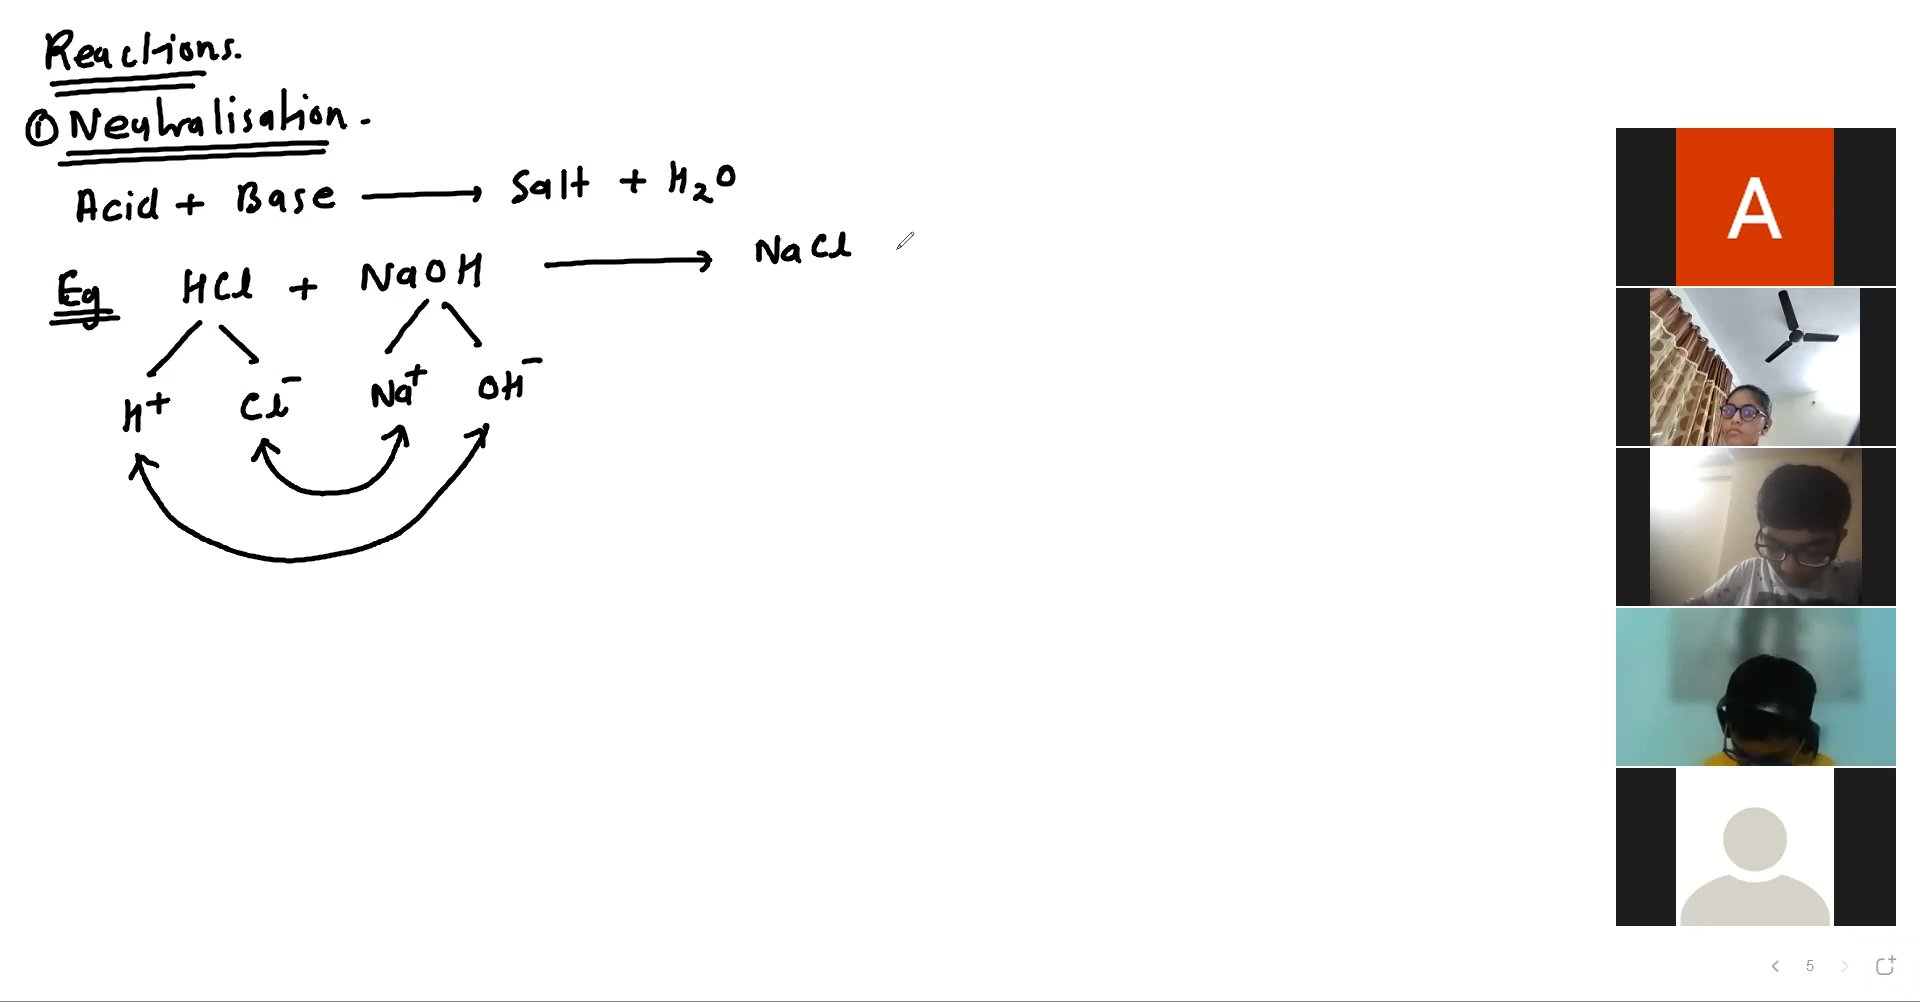 Reactions.
① Neutralisation.
Acid + Base ⟶ Salt + H₂O
Eg HCl + NaOH ⟶ NaCl
H⁺ Cl⁻ Na⁺ OH⁻
A
5